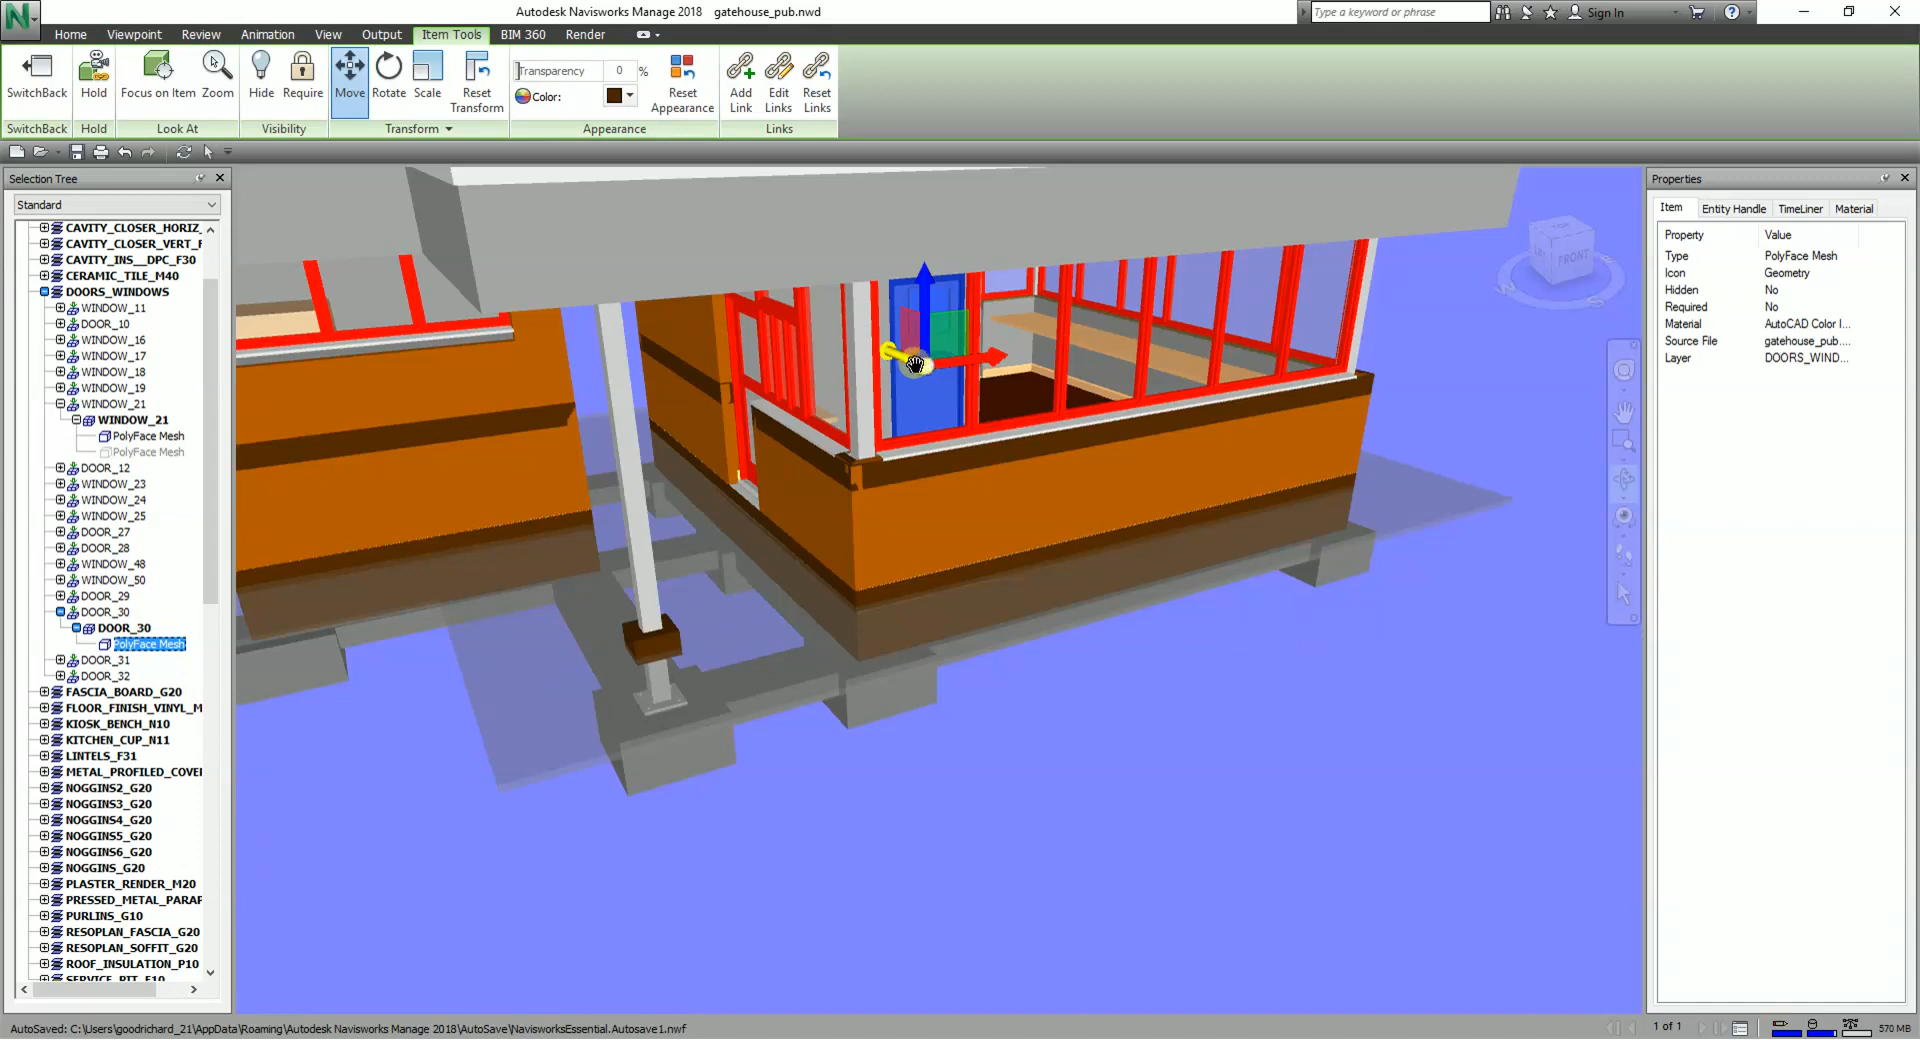 Autodesk Navisworks Manage 2018 gatehouse_pub.nwd
Type a keyword or phrase
Sign In
Home Viewpoint Review Animation View Output Item Tools BIM 360 Render
SwitchBack Hold Focus on Item Zoom Hide Require Move Rotate Scale Reset Transform
Transparency 0 %
Color:
Reset Appearance
Add Link Edit Links Reset Links
SwitchBack Hold Look At Visibility Transform Appearance Links
Selection Tree
Standard
CAVITY_CLOSER_HORIZ_
CAVITY_CLOSER_VERT_F
CAVITY_INS__DPC_F30
CERAMIC_TILE_M40
DOORS_WINDOWS
WINDOW_11
DOOR_10
WINDOW_16
WINDOW_17
WINDOW_18
WINDOW_19
WINDOW_21
WINDOW_21
PolyFace Mesh
PolyFace Mesh
DOOR_12
WINDOW_23
WINDOW_24
WINDOW_25
DOOR_27
DOOR_28
WINDOW_48
WINDOW_50
DOOR_29
DOOR_30
DOOR_30
PolyFace Mesh
DOOR_31
DOOR_32
FASCIA_BOARD_G20
FLOOR_FINISH_VINYL_M
KIOSK_BENCH_N10
KITCHEN_CUP_N11
LINTELS_F31
METAL_PROFILED_COVE
NOGGINS2_G20
NOGGINS3_G20
NOGGINS4_G20
NOGGINS5_G20
NOGGINS6_G20
NOGGINS_G20
PLASTER_RENDER_M20
PRESSED_METAL_PARAF
PURLINS_G10
RESOPLAN_FASCIA_G20
RESOPLAN_SOFFIT_G20
ROOF_INSULATION_P10
SERVICE_PIT_F10
FRONT
Properties
Item Entity Handle TimeLiner Material
Property Value
Type PolyFace Mesh
Icon Geometry
Hidden No
Required No
Material AutoCAD Color I...
Source File gatehouse_pub....
Layer DOORS_WIND...
AutoSaved: C:\Users\goodrichard_21\AppData\Roaming\Autodesk Navisworks Manage 2018\AutoSave\NavisworksEssential.Autosave1.nwf
1 of 1
570 MB